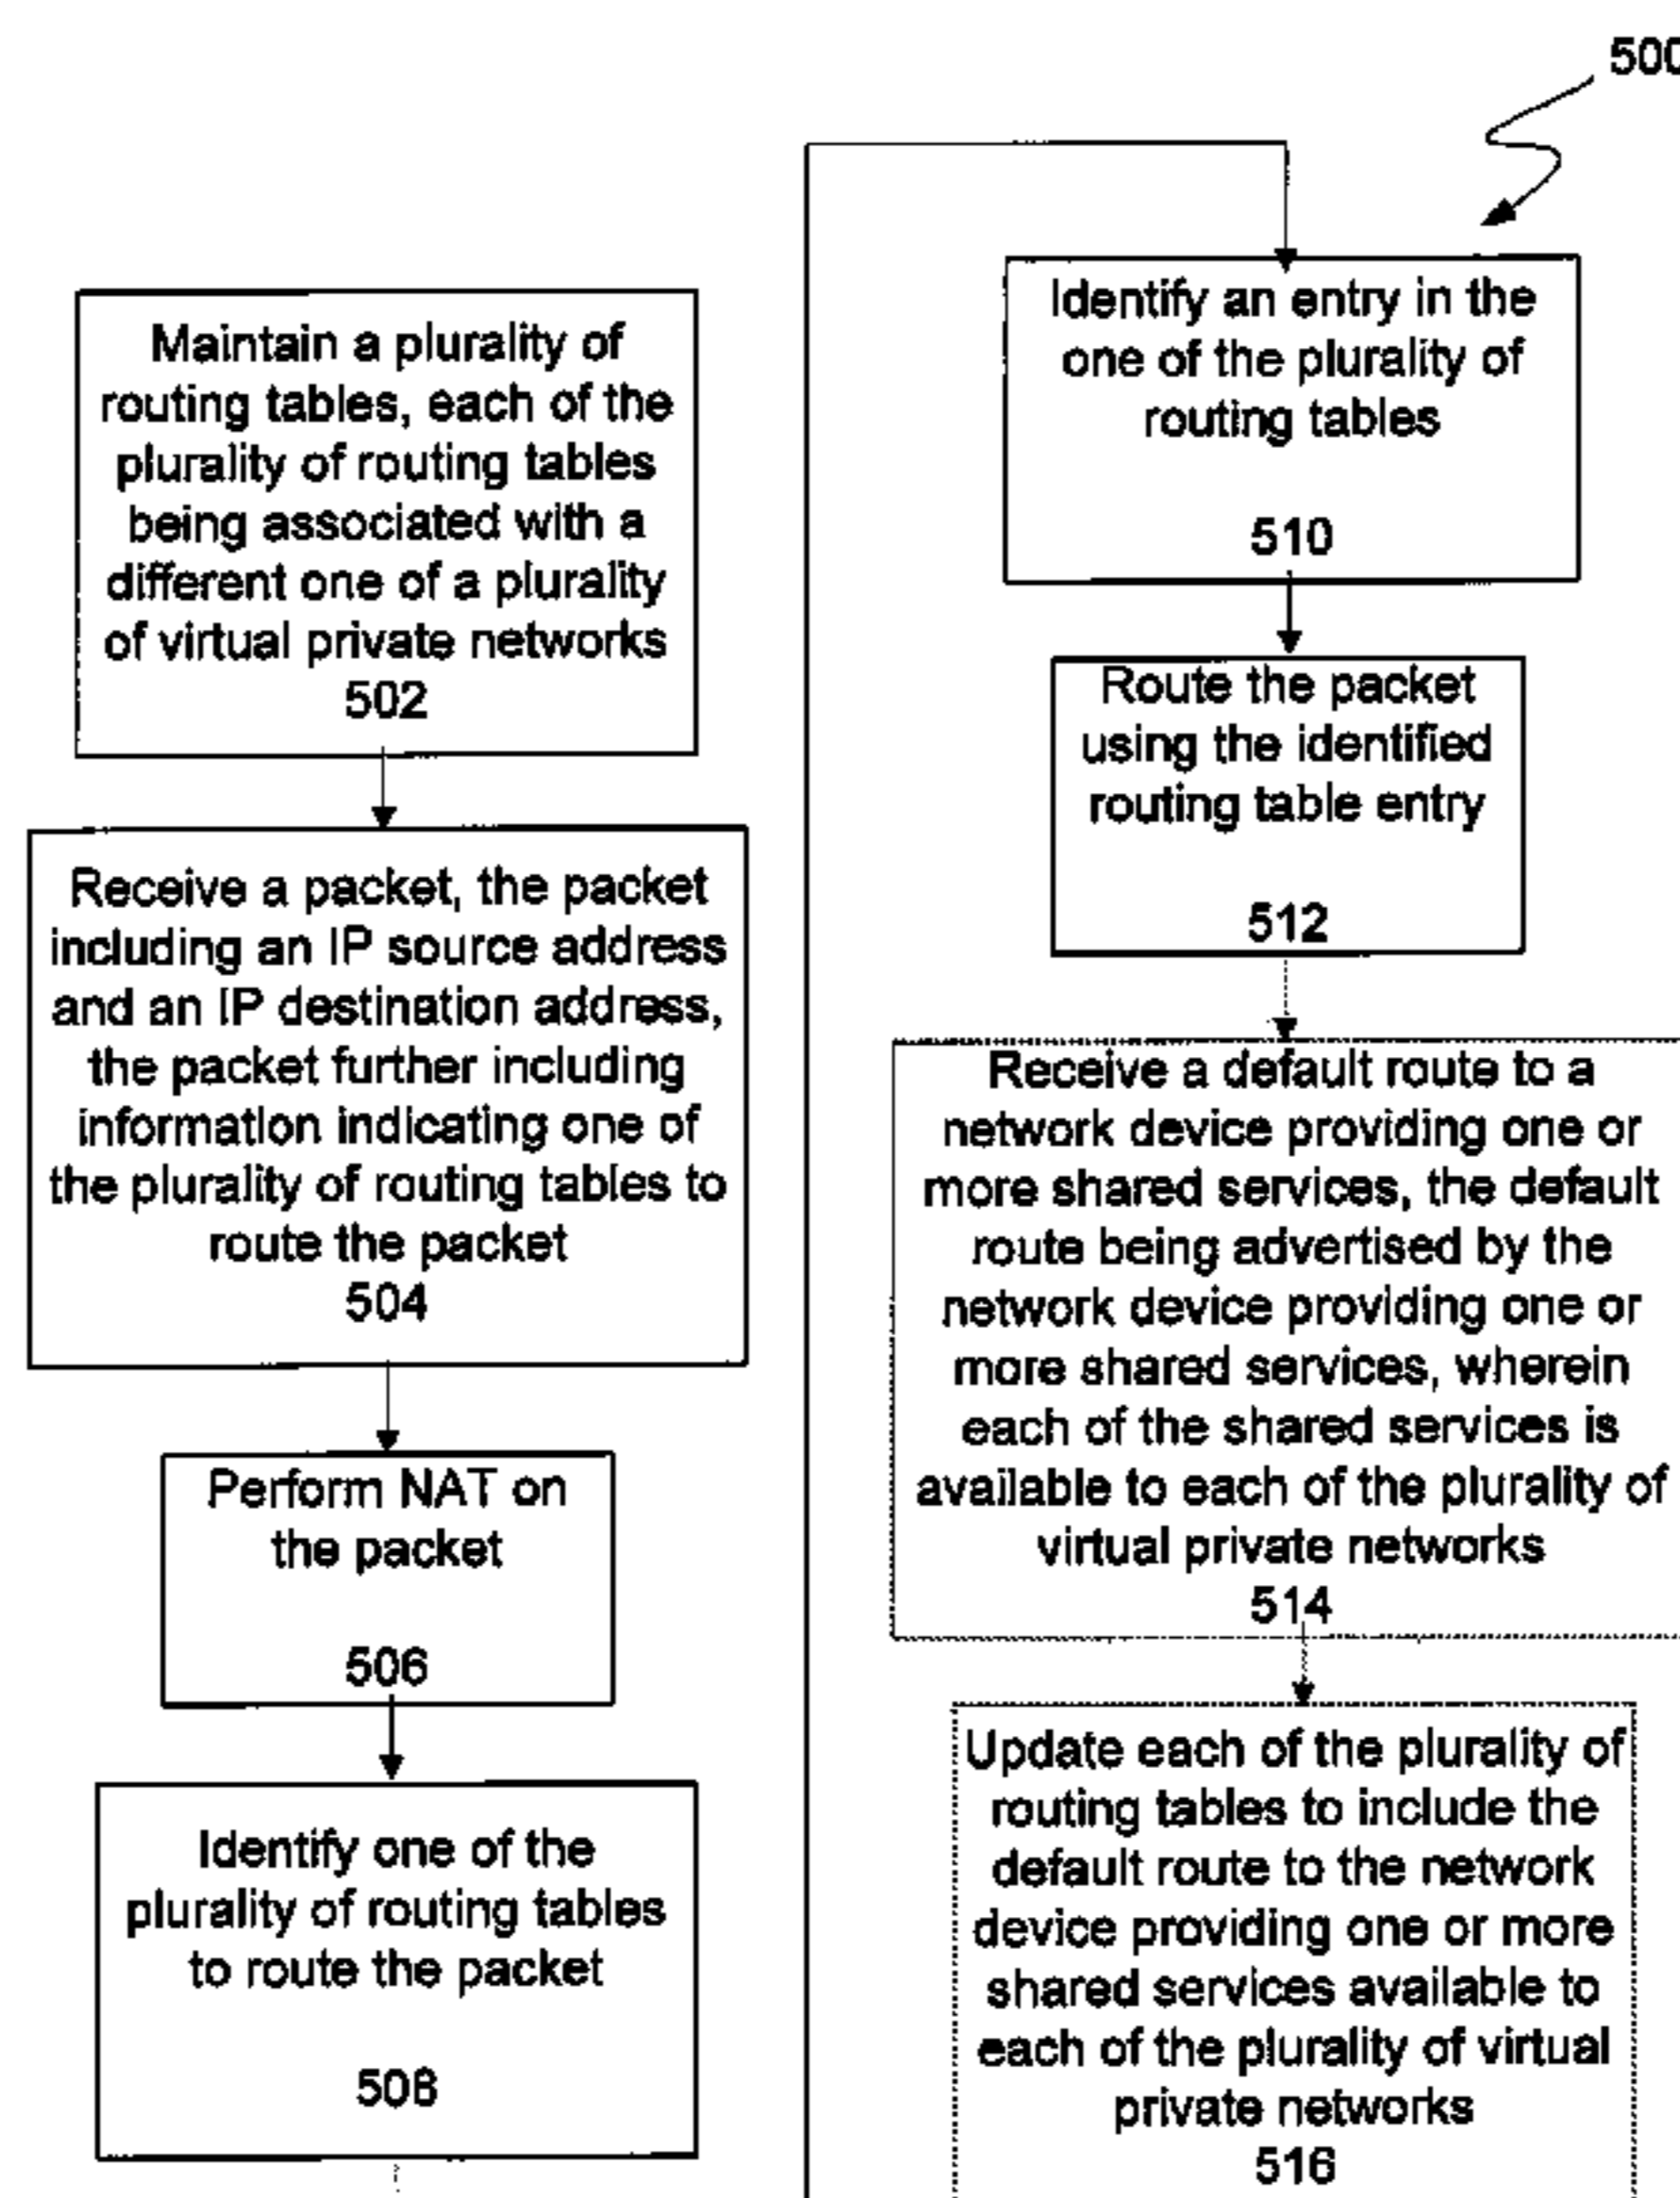 500
Maintain a plurality of
routing tables, each of the
plurality of routing tables
being associated with a
different one of a plurality
of virtual private networks
502
Receive a packet, the packet
including an IP source address
and an IP destination address,
the packet further including
information indicating one of
the plurality of routing tables to
route the packet
504
Perform NAT on
the packet
506
Identify one of the
plurality of routing tables
to route the packet
508
Identify an entry in the
one of the plurality of
routing tables
510
Route the packet
using the identified
routing table entry
512
Receive a default route to a
network device providing one or
more shared services, the default
route being advertised by the
network device providing one or
more shared services, wherein
each of the shared services is
available to each of the plurality of
virtual private networks
514
Update each of the plurality of
routing tables to include the
default route to the network
device providing one or more
shared services available to
each of the plurality of virtual
private networks
516